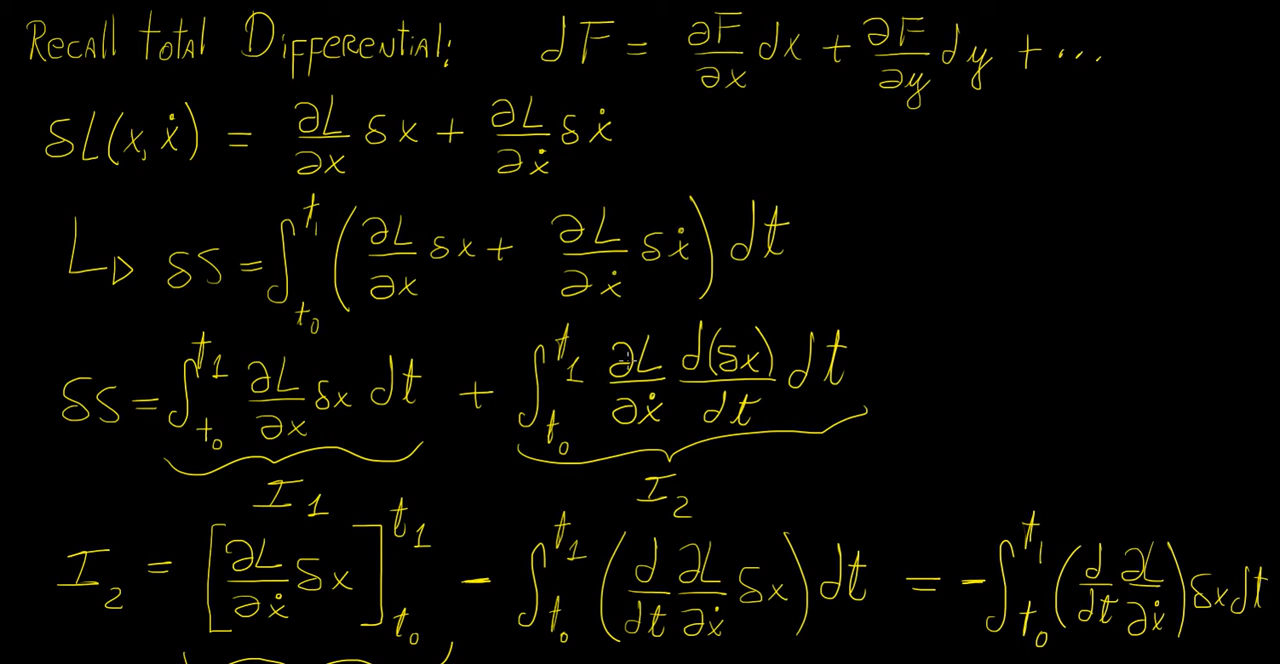 Recall total Differential: dF = ∂F/∂x dx + ∂F/∂y dy + ...
δL(x, ẋ) = ∂L/∂x δx + ∂L/∂ẋ δẋ
L▷ δS = ∫_{t₀}^{t₁} (∂L/∂x δx + ∂L/∂ẋ δẋ) dt
δS = ∫_{t₀}^{t₁} ∂L/∂x δx dt + ∫_{t₀}^{t₁} ∂L/∂ẋ d(δx)/dt dt
I₁ I₂
I₂ = [∂L/∂ẋ δx]_{t₀}^{t₁} - ∫_{t₀}^{t₁} (d/dt ∂L/∂ẋ δx) dt = -∫_{t₀}^{t₁} (d/dt ∂L/∂ẋ) δx dt